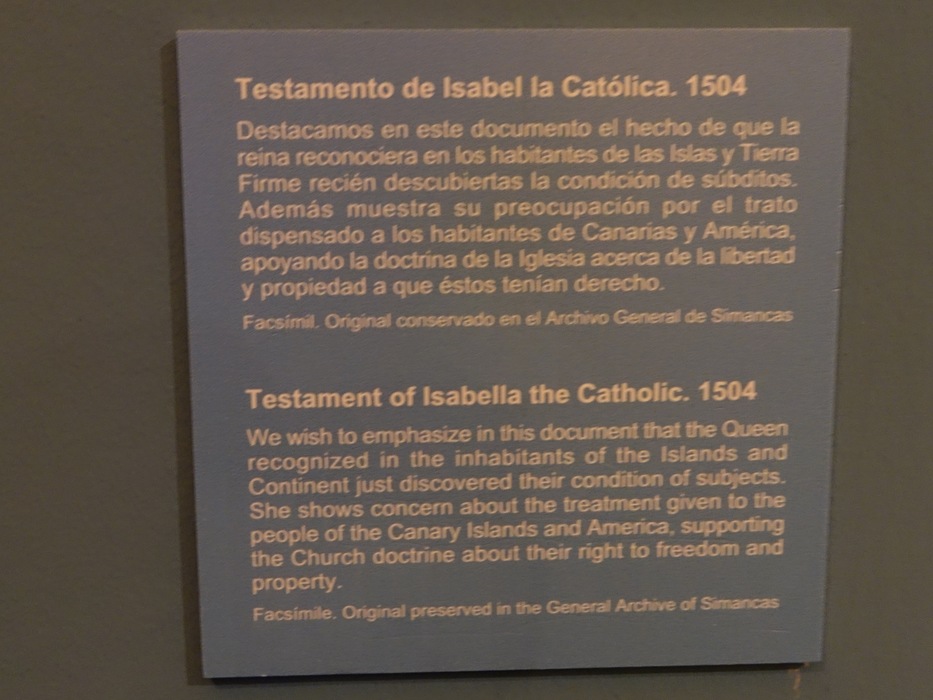 Testamento de Isabel la Católica. 1504
Destacamos en este documento el hecho de que la
reina reconociera en los habitantes de las Islas y Tierra
Firme recién descubiertas la condición de súbditos.
Además muestra su preocupación por el trato
dispensado a los habitantes de Canarias y América,
apoyando la doctrina de la Iglesia acerca de la libertad
y propiedad a que éstos tenían derecho.
Facsímil. Original conservado en el Archivo General de Simancas
Testament of Isabella the Catholic. 1504
We wish to emphasize in this document that the Queen
recognized in the inhabitants of the Islands and
Continent just discovered their condition of subjects.
She shows concern about the treatment given to the
people of the Canary Islands and America, supporting
the Church doctrine about their right to freedom and
property.
Facsímile. Original preserved in the General Archive of Simancas